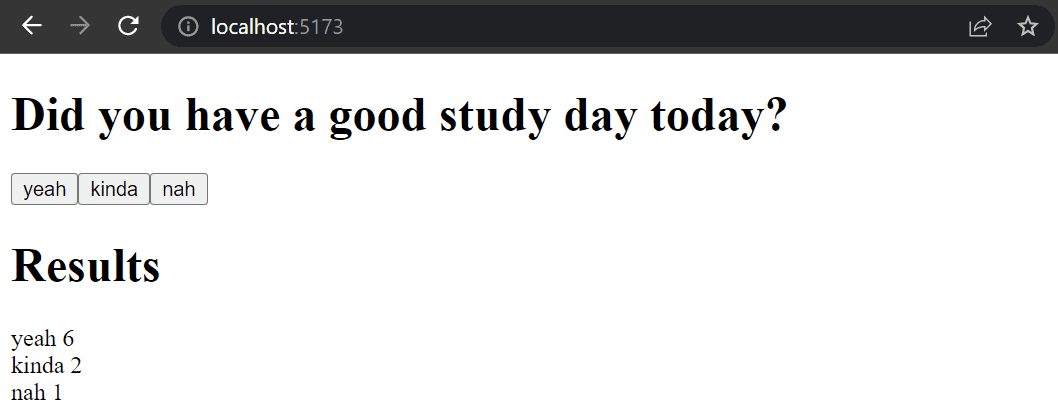 localhost:5173
Did you have a good study day today?
yeah kinda nah
Results
yeah 6
kinda 2
nah 1